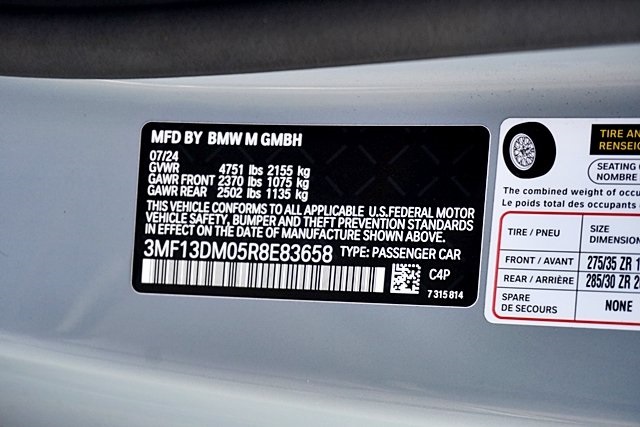 MFD BY BMW M GMBH
07/24
GVWR 4751 lbs 2155 kg
GAWR FRONT 2370 lbs 1075 kg
GAWR REAR 2502 lbs 1135 kg
THIS VEHICLE CONFORMS TO ALL APPLICABLE U.S.FEDERAL MOTOR
VEHICLE SAFETY, BUMPER AND THEFT PREVENTION STANDARDS
IN EFFECT ON THE DATE OF MANUFACTURE SHOWN ABOVE.
3MF13DM05R8E83658 TYPE: PASSENGER CAR
C4P
7 315 814
TIRE AN
RENSEI
SEATING
NOMBRE
The combined weight of occu
Le poids total des occupants
TIRE / PNEU SIZE
DIMENSION
FRONT / AVANT 275/35 ZR 1
REAR / ARRIÈRE 285/30 ZR 2
SPARE
DE SECOURS NONE